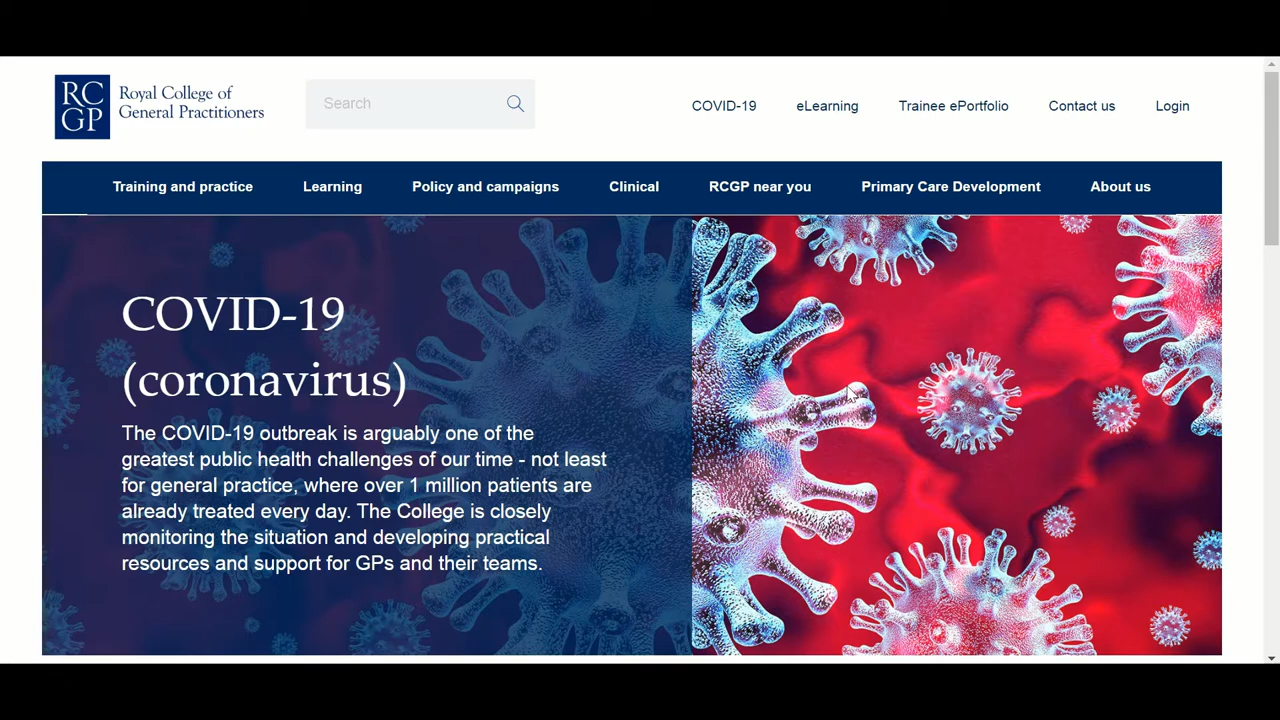 RC
GP
Royal College of
General Practitioners
Search
COVID-19 eLearning Trainee ePortfolio Contact us Login
Training and practice Learning Policy and campaigns Clinical RCGP near you Primary Care Development About us
COVID-19
(coronavirus)
The COVID-19 outbreak is arguably one of the
greatest public health challenges of our time - not least
for general practice, where over 1 million patients are
already treated every day. The College is closely
monitoring the situation and developing practical
resources and support for GPs and their teams.